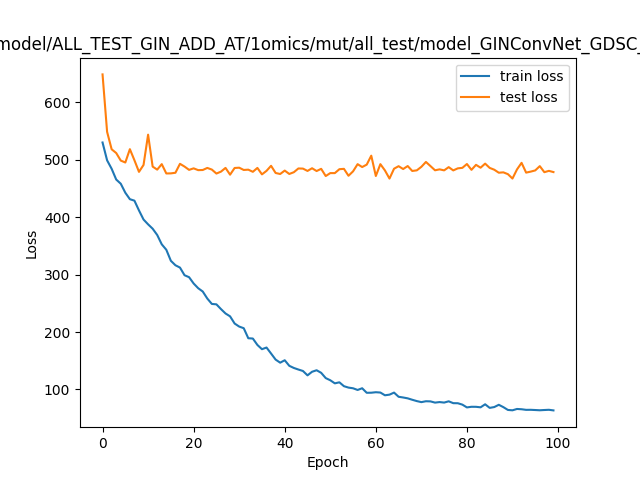 model/ALL_TEST_GIN_ADD_AT/1omics/mut/all_test/model_GINConvNet_GDSC_
train loss
test loss
600
500
400
300
200
100
Loss
0
20
40
60
80
100
Epoch